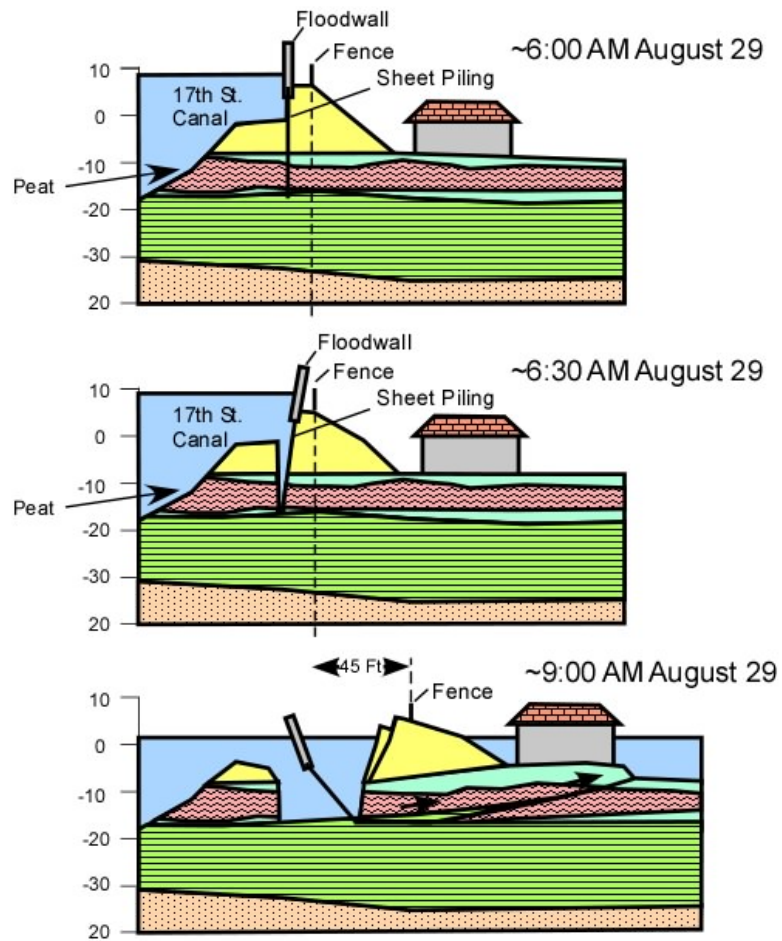 Floodwall
~6:00 AM August 29
Fence
Sheet Piling
10
17th St.
Canal
0
-10
Peat
-20
-30
20
Floodwall
~6:30 AM August 29
Fence
Sheet Piling
10
17th St.
Canal
0
-10
Peat
-20
-30
20
45 Ft
~9:00 AM August 29
Fence
10
0
-10
-20
-30
20